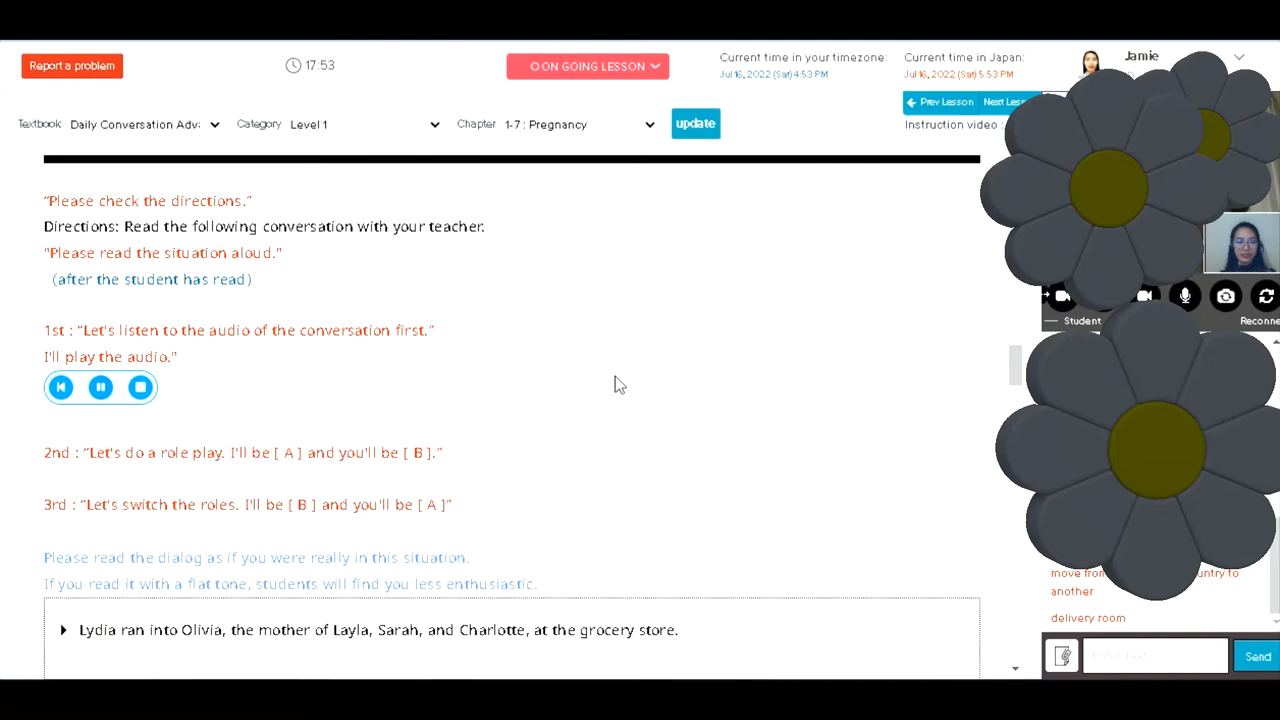 Report a problem
17:53
O ON GOING LESSON
Current time in your timezone:
Jul 16, 2022 (Sat) 4:53 PM
Current time in Japan:
Jul 16, 2022 (Sat) 5:53 PM
Jamie
Prev Lesson Next
Textbook Daily Conversation Adv: Category Level 1 Chapter 1-7 : Pregnancy update
Instruction video :
“Please check the directions.”
Directions: Read the following conversation with your teacher.
"Please read the situation aloud."
(after the student has read)
1st : “Let's listen to the audio of the conversation first.”
I'll play the audio."
2nd : “Let's do a role play. I'll be [ A ] and you'll be [ B ].”
3rd : “Let's switch the roles. I'll be [ B ] and you'll be [ A ]”
Please read the dialog as if you were really in this situation.
If you read it with a flat tone, students will find you less enthusiastic.
Lydia ran into Olivia, the mother of Layla, Sarah, and Charlotte, at the grocery store.
Student
move to
another
delivery room
Enter text
Send